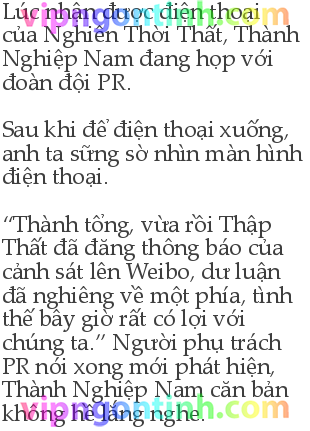 Lúc nhận được điện thoại
của Nghiễn Thời Thất, Thành
Nghiệp Nam đang họp với
đoàn đội PR.
Sau khi để điện thoại xuống,
anh ta sững sờ nhìn màn hình
điện thoại.
“Thành tổng, vừa rồi Thập
Thất đã đăng thông báo của
cảnh sát lên Weibo, dư luận
đã nghiêng về một phía, tình
thế bây giờ rất có lợi với
chúng ta.” Người phụ trách
PR nói xong mới phát hiện,
Thành Nghiệp Nam căn bản
không hề lắng nghe.
vipngontinh.com
vipngontinh.com